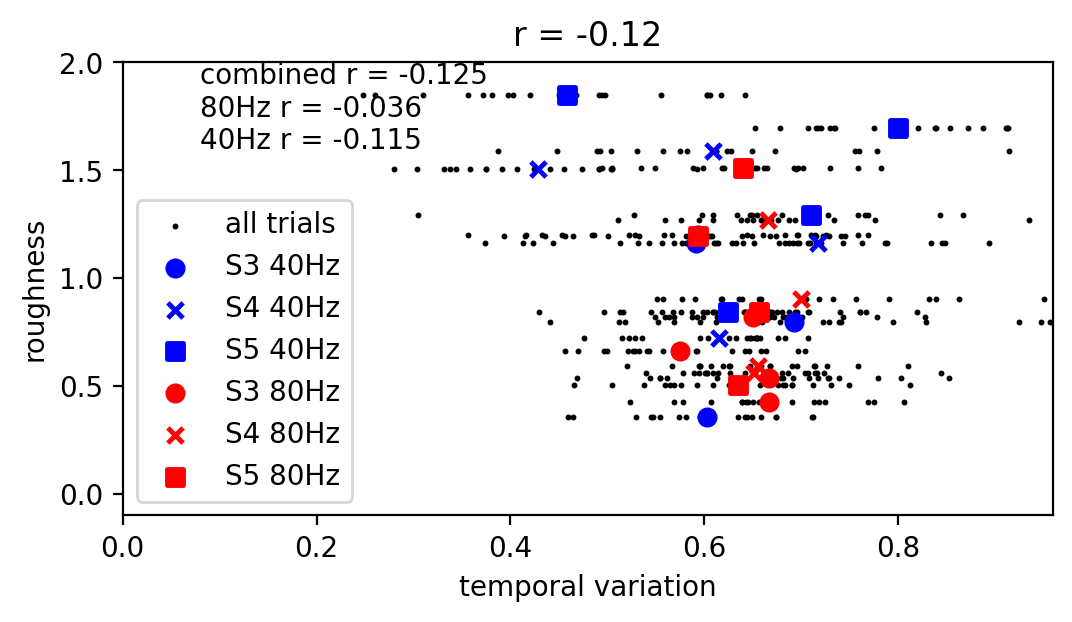 r = -0.12
combined r = -0.125
80Hz r = -0.036
40Hz r = -0.115
2.0
1.5
1.0
0.5
0.0
roughness
all trials
S3 40Hz
S4 40Hz
S5 40Hz
S3 80Hz
S4 80Hz
S5 80Hz
0.0 0.2 0.4 0.6 0.8
temporal variation